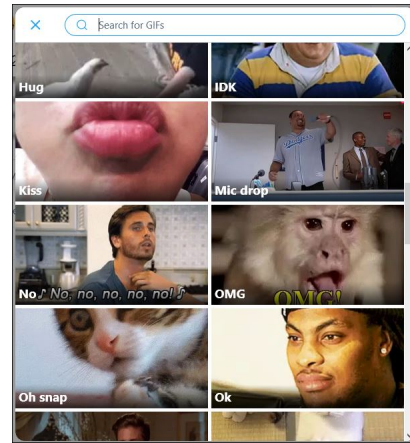 Search for GIFs
Hug
IDK
Kiss
Mic drop
No
♪ No, no, no, no, no! ♪
OMG
OMG!
Oh snap
Ok